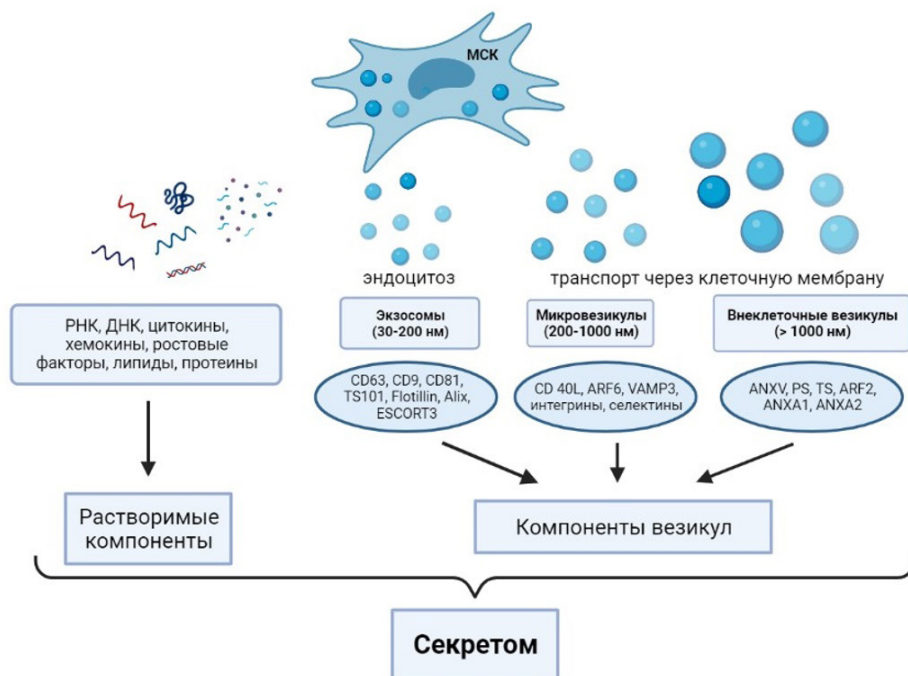 МСК
эндоцитоз
транспорт через клеточную мембрану
РНК, ДНК, цитокины,
хемокины, ростовые
факторы, липиды, протеины
Экзосомы
(30-200 нм)
Микровезикулы
(200-1000 нм)
Внеклеточные везикулы
(> 1000 нм)
CD63, CD9, CD81,
TS101, Flotillin, Alix,
ESCORT3
CD 40L, ARF6, VAMP3,
интегрины, селектины
ANXV, PS, TS, ARF2,
ANXA1, ANXA2
Растворимые
компоненты
Компоненты везикул
Секретом